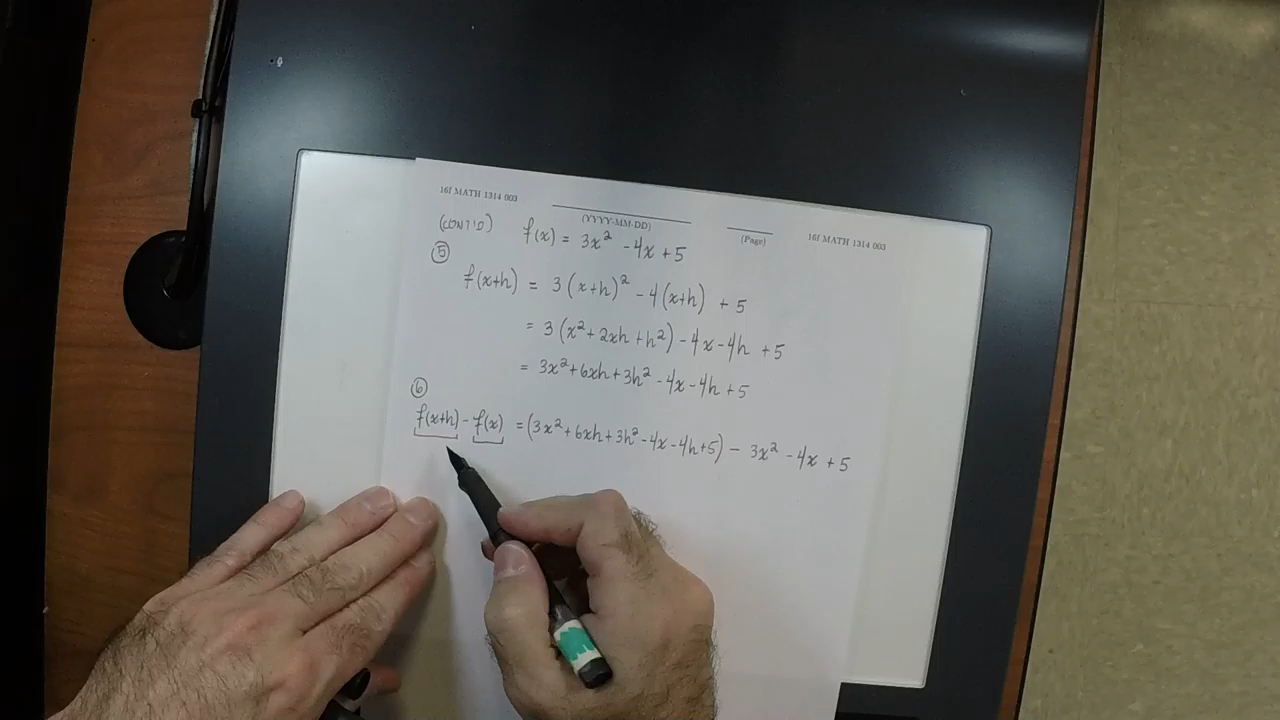 16f MATH 1314 003
(YYYY-MM-DD)
(Page)
16f MATH 1314 003
(CONT'D) f(x) = 3x² - 4x + 5
⑤
f(x+h) = 3(x+h)² - 4(x+h) + 5
= 3(x² + 2xh + h²) - 4x - 4h + 5
= 3x² + 6xh + 3h² - 4x - 4h + 5
⑥
f(x+h) - f(x) = (3x² + 6xh + 3h² - 4x - 4h + 5) - 3x² - 4x + 5